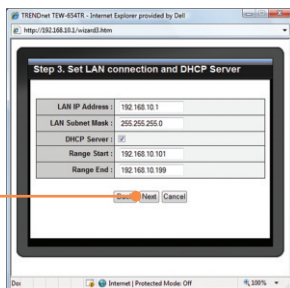 TRENDnet TEW-654TR - Internet Explorer provided by Dell
http://192.168.10.1/wizard3.htm
Step 3. Set LAN connection and DHCP Server
LAN IP Address : 192.168.10.1
LAN Subnet Mask : 255.255.255.0
DHCP Server :
Range Start : 192.168.10.101
Range End : 192.168.10.199
Next Cancel
Internet | Protected Mode: Off
100%